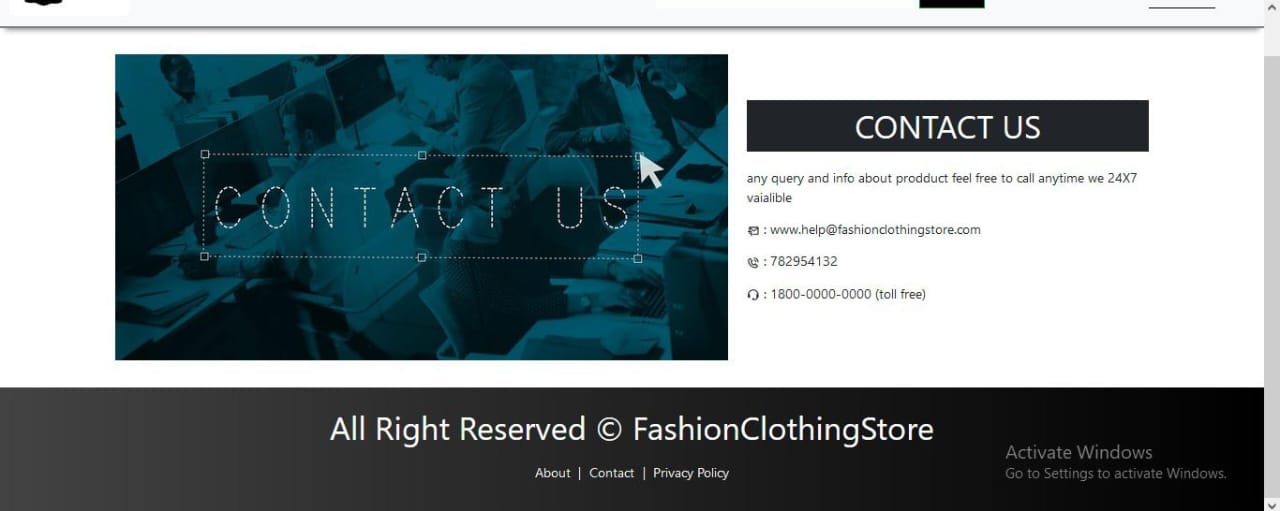 CONTACT US
CONTACT US
any query and info about prodduct feel free to call anytime we 24X7
vaialible
: www.help@fashionclothingstore.com
: 782954132
: 1800-0000-0000 (toll free)
All Right Reserved © FashionClothingStore
About | Contact | Privacy Policy
Activate Windows
Go to Settings to activate Windows.